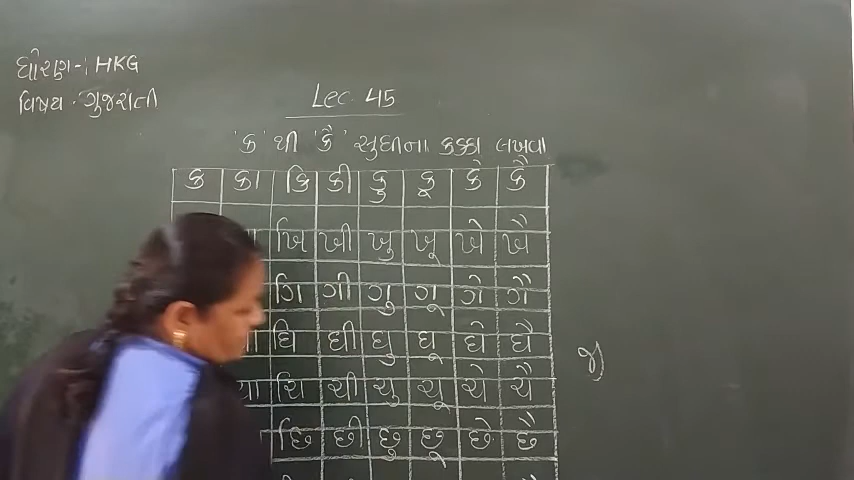 ધોરણ-: HKG
વિષય - ગુજરાતી
Lec 45
'ક' થી 'કૈ' સુધીના કક્કા લખવા
ક કા કિ કી કુ કૂ કે કૈ
ખિ ખી ખુ ખૂ ખે ખૈ
ગિ ગી ગુ ગૂ ગે ગૈ
ઘિ ઘી ઘુ ઘૂ ઘે ઘૈ
ચા ચિ ચી ચુ ચૂ ચે ચૈ
છિ છી છુ છૂ છે છૈ